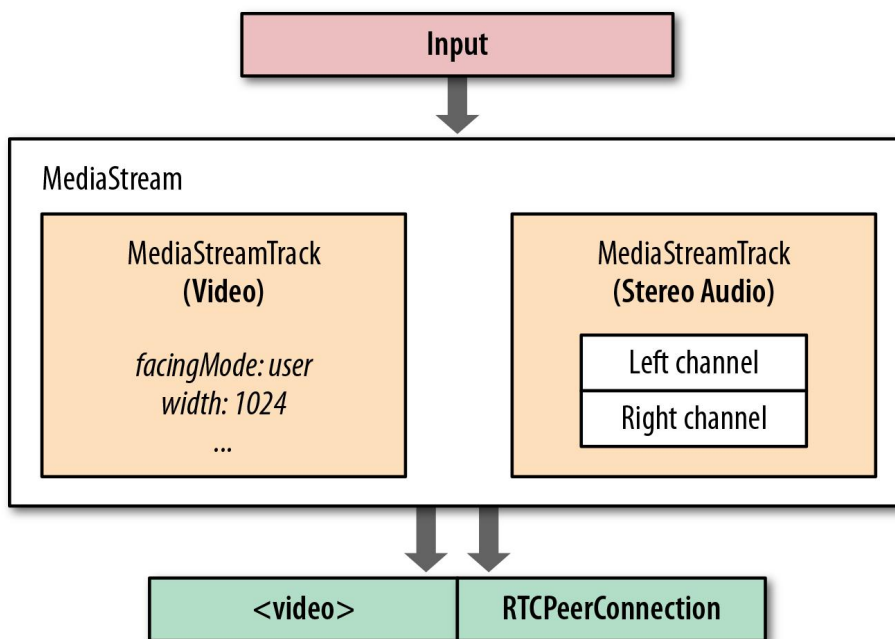 Input
MediaStream
MediaStreamTrack
(Video)
facingMode: user
width: 1024
...
MediaStreamTrack
(Stereo Audio)
Left channel
Right channel
<video>
RTCPeerConnection